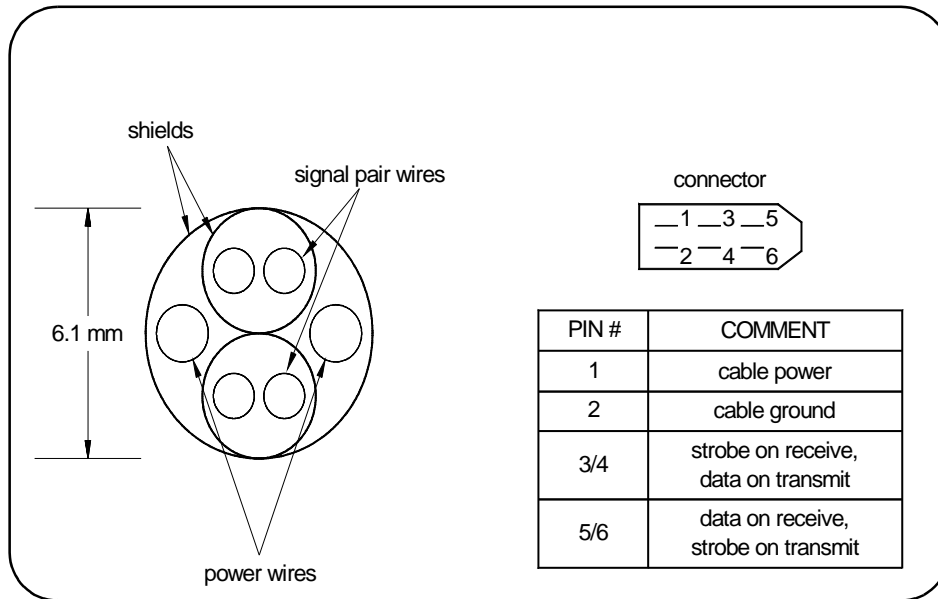 shields
signal pair wires
6.1 mm
power wires
connector
1 3 5
2 4 6
PIN # COMMENT
1 cable power
2 cable ground
3/4 strobe on receive,
data on transmit
5/6 data on receive,
strobe on transmit